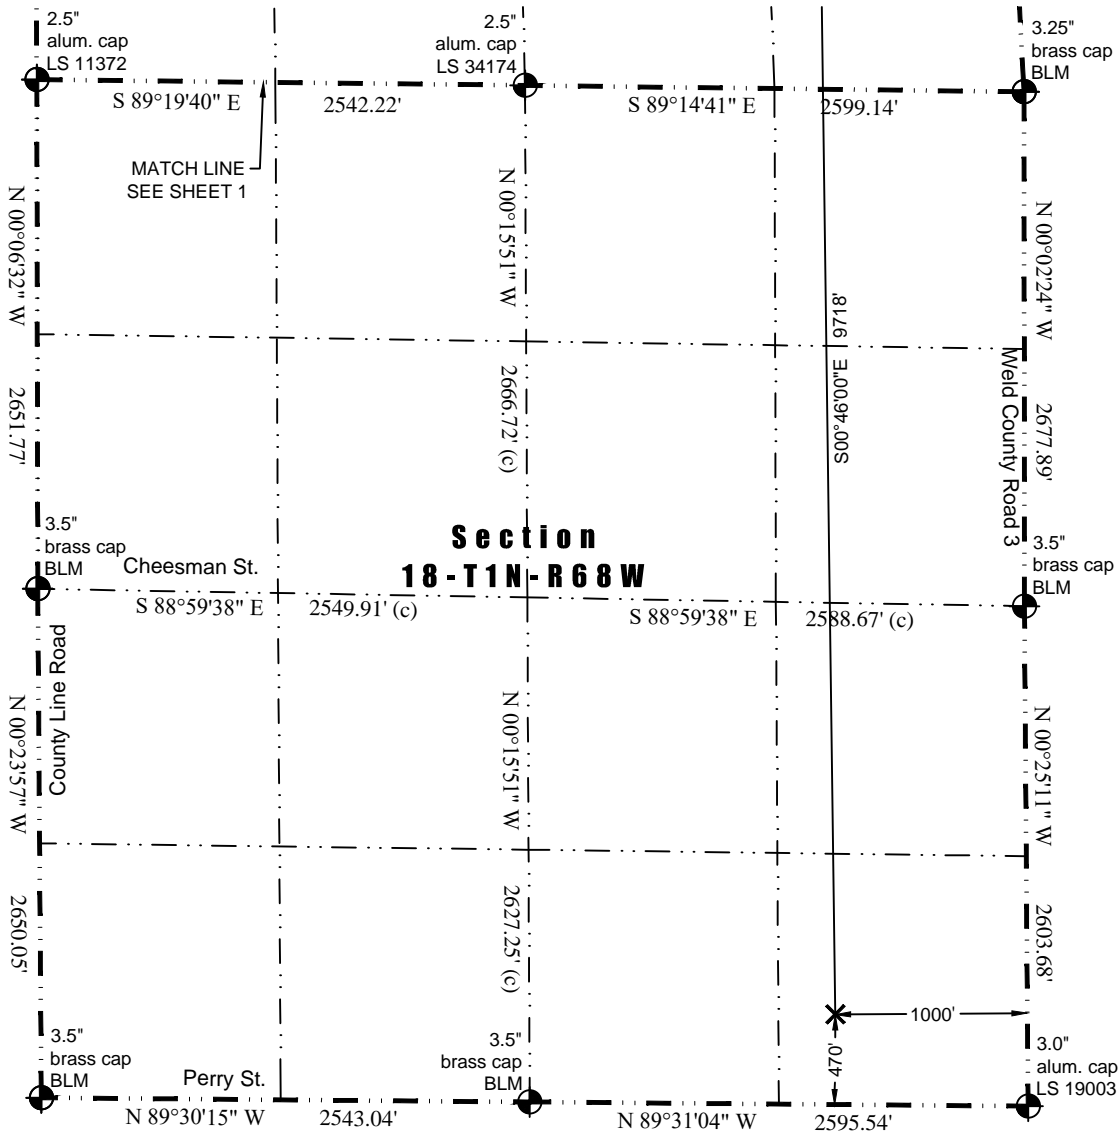 2.5"
alum. cap
LS 11372
2.5"
alum. cap
LS 34174
3.25"
brass cap
BLM
S 89°19'40" E
2542.22'
S 89°14'41" E
2599.14'
MATCH LINE
SEE SHEET 1
N 00°06'32" W
N 00°15'51" W
N 00°02'24" W
S00°46'00"E 9718'
2651.77'
2666.72' (c)
Weld County Road 3
2677.89'
3.5"
brass cap
BLM
Cheesman St.
Section
18-T1N-R68W
3.5"
brass cap
BLM
S 88°59'38" E
2549.91' (c)
S 88°59'38" E
2588.67' (c)
County Line Road
N 00°23'57" W
N 00°15'51" W
N 00°25'11" W
2650.05'
2627.25' (c)
2603.68'
1000'
470'
3.5"
brass cap
BLM
Perry St.
3.5"
brass cap
BLM
3.0"
alum. cap
LS 19003
N 89°30'15" W
2543.04'
N 89°31'04" W
2595.54'